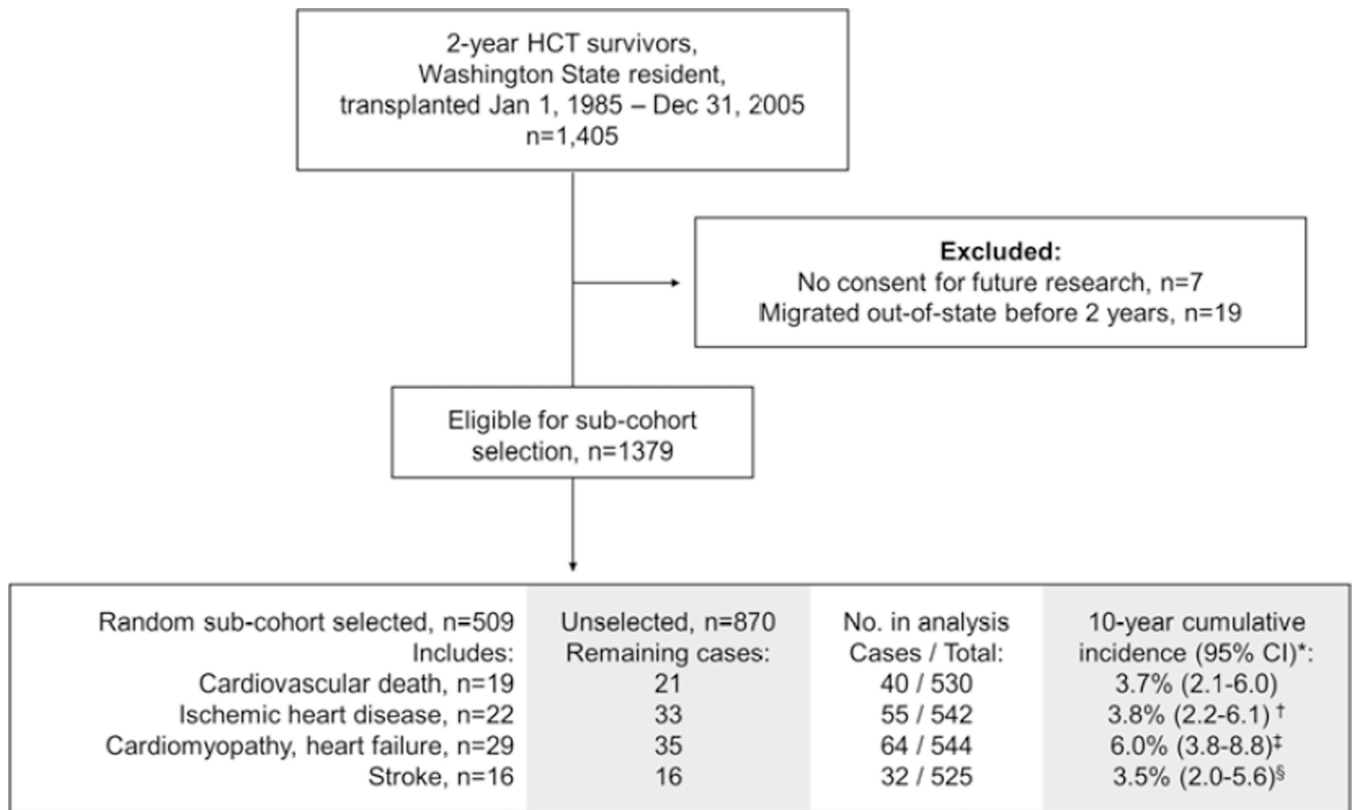 2-year HCT survivors,
Washington State resident,
transplanted Jan 1, 1985 – Dec 31, 2005
n=1,405
Excluded:
No consent for future research, n=7
Migrated out-of-state before 2 years, n=19
Eligible for sub-cohort
selection, n=1379
Random sub-cohort selected, n=509 Unselected, n=870 No. in analysis 10-year cumulative
Includes: Remaining cases: Cases / Total: incidence (95% CI)*:
Cardiovascular death, n=19 21 40 / 530 3.7% (2.1-6.0)
Ischemic heart disease, n=22 33 55 / 542 3.8% (2.2-6.1) †
Cardiomyopathy, heart failure, n=29 35 64 / 544 6.0% (3.8-8.8)‡
Stroke, n=16 16 32 / 525 3.5% (2.0-5.6)§